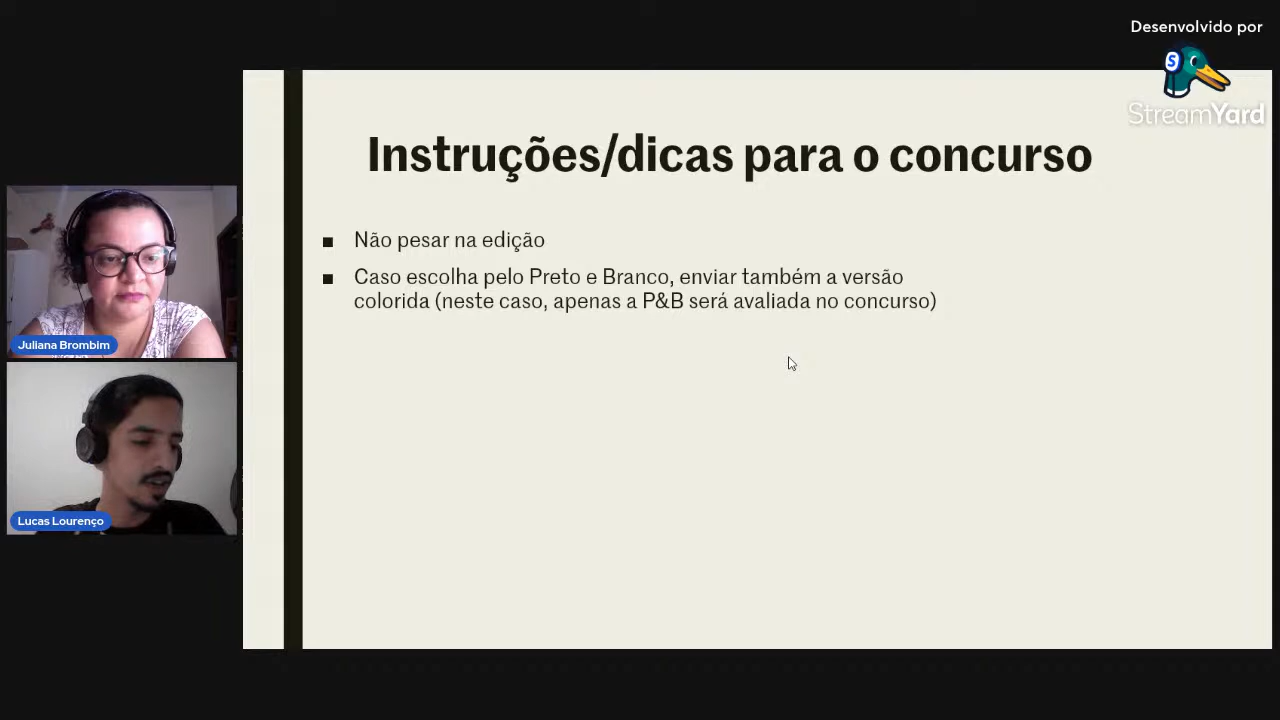 Desenvolvido por
StreamYard
Instruções/dicas para o concurso
Não pesar na edição
Caso escolha pelo Preto e Branco, enviar também a versão
colorida (neste caso, apenas a P&B será avaliada no concurso)
Juliana Brombim
Lucas Lourenço